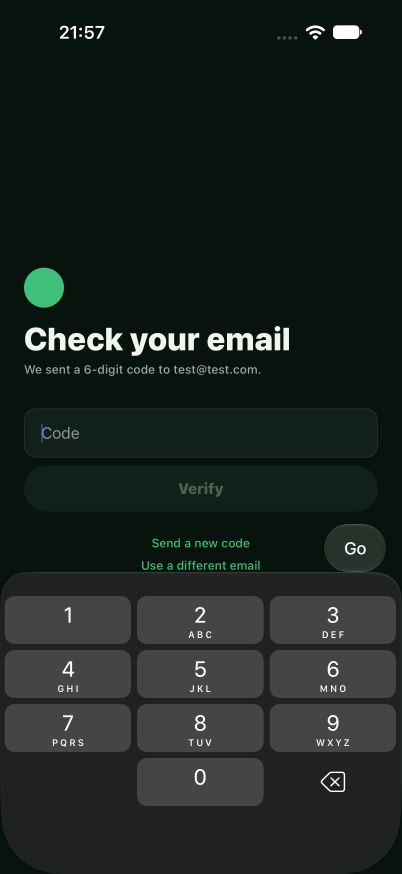 21:57
Check your email
We sent a 6-digit code to test@test.com.
Code
Verify
Send a new code
Go
Use a different email
1
2
ABC
3
DEF
4
GHI
5
JKL
6
MNO
7
PQRS
8
TUV
9
WXYZ
0